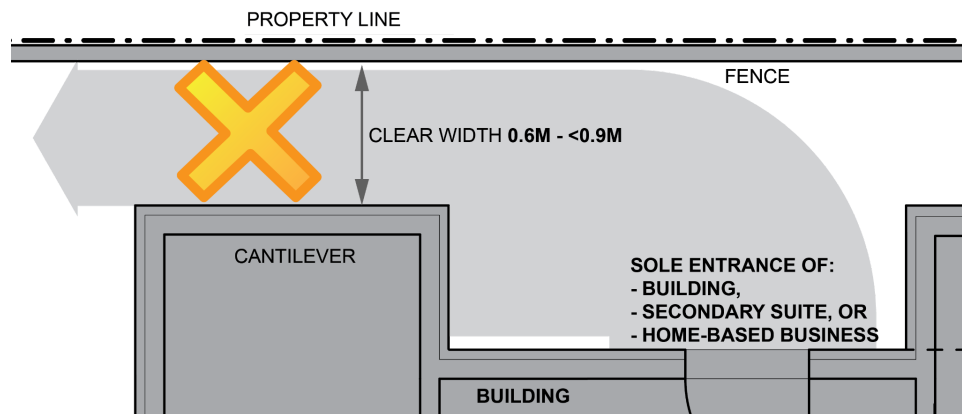 PROPERTY LINE
FENCE
CLEAR WIDTH 0.6M - <0.9M
CANTILEVER
SOLE ENTRANCE OF:
- BUILDING,
- SECONDARY SUITE, OR
- HOME-BASED BUSINESS
BUILDING